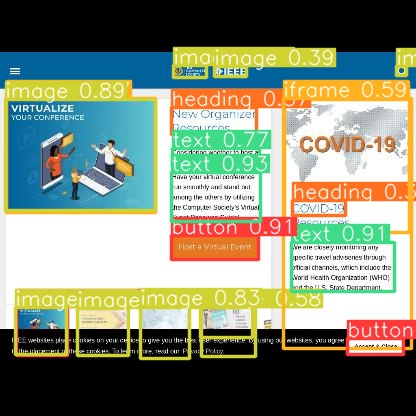 image 0.39
IEEE
image 0.89
iframe 0.59
heading 0.57
VIRTUALIZE
YOUR CONFERENCE
New Organizer
Resources
text 0.77
Considering whether to host a
text 0.93
Have your virtual conference
run smoothly and stand out
among the others by utilizing
the Computer Society's Virtual
Event Resource Guide!
button 0.91
Host a Virtual Event
COVID-19
heading 0.
COVID-19
Resources
text 0.91
We are closely monitoring any
specific travel advisories through
official channels, which include the
World Health Organization (WHO)
and the U.S. State Department.
image
image
image 0.83
0.58
button
IEEE websites place cookies on your device to give you the best user experience. By using our websites, you agree
to the placement of these cookies. To learn more, read our Privacy Policy.
Accept & Close